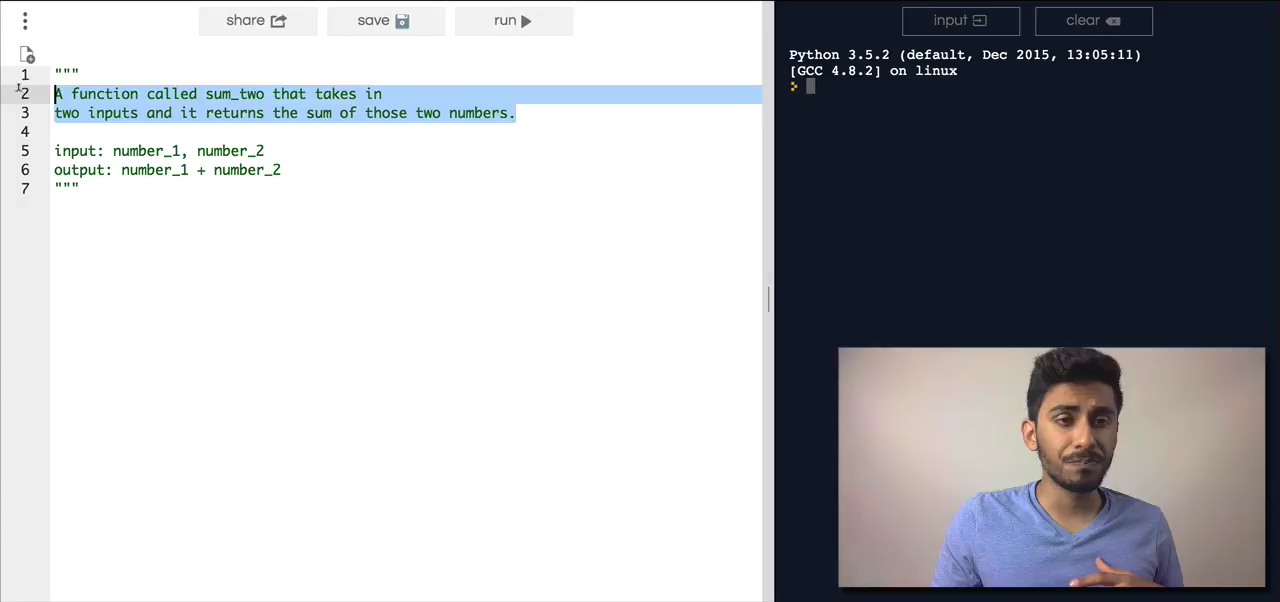 share save run
1 """
2 A function called sum_two that takes in
3 two inputs and it returns the sum of those two numbers.
4
5 input: number_1, number_2
6 output: number_1 + number_2
7 """
input clear
Python 3.5.2 (default, Dec 2015, 13:05:11)
[GCC 4.8.2] on linux